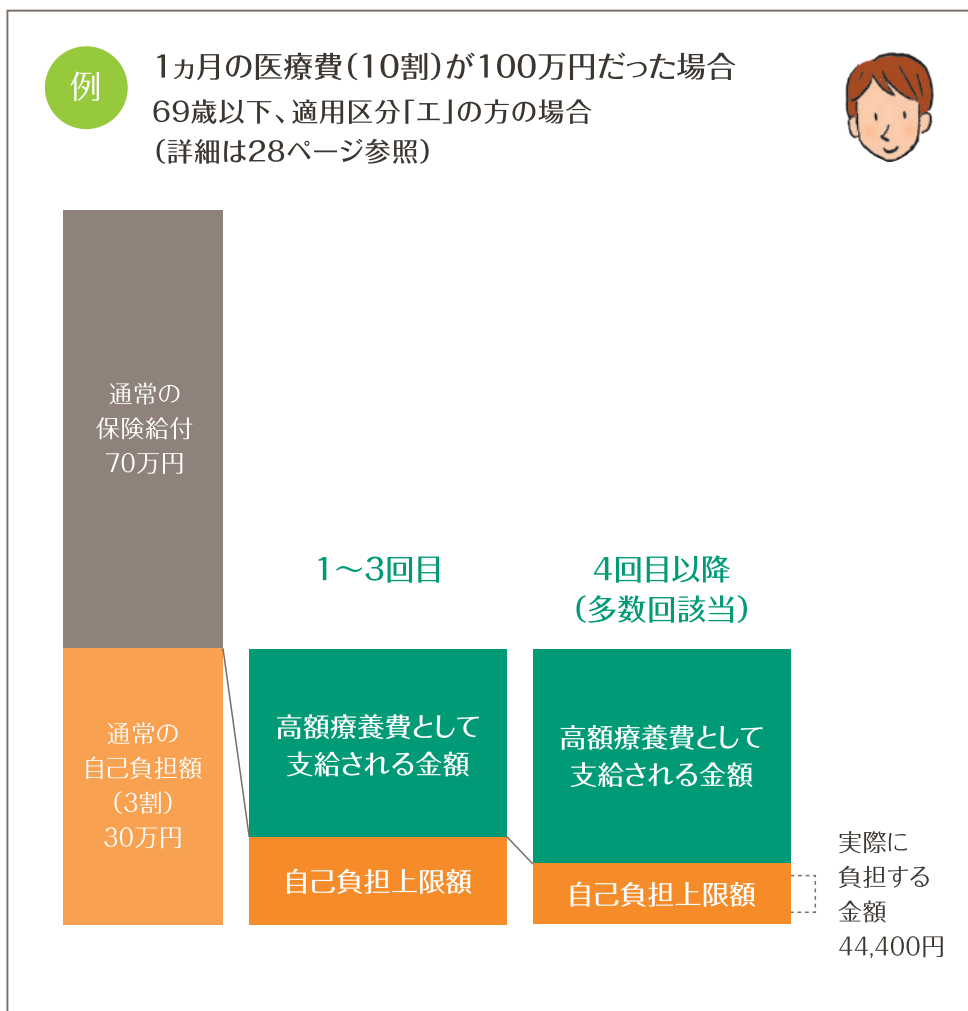 例
1ヵ月の医療費(10割)が100万円だった場合
69歳以下、適用区分「エ」の方の場合
(詳細は28ページ参照)
通常の
保険給付
70万円
通常の
自己負担額
(3割)
30万円
1～3回目
高額療養費として
支給される金額
自己負担上限額
4回目以降
(多数回該当)
高額療養費として
支給される金額
自己負担上限額
実際に
負担する
金額
44,400円